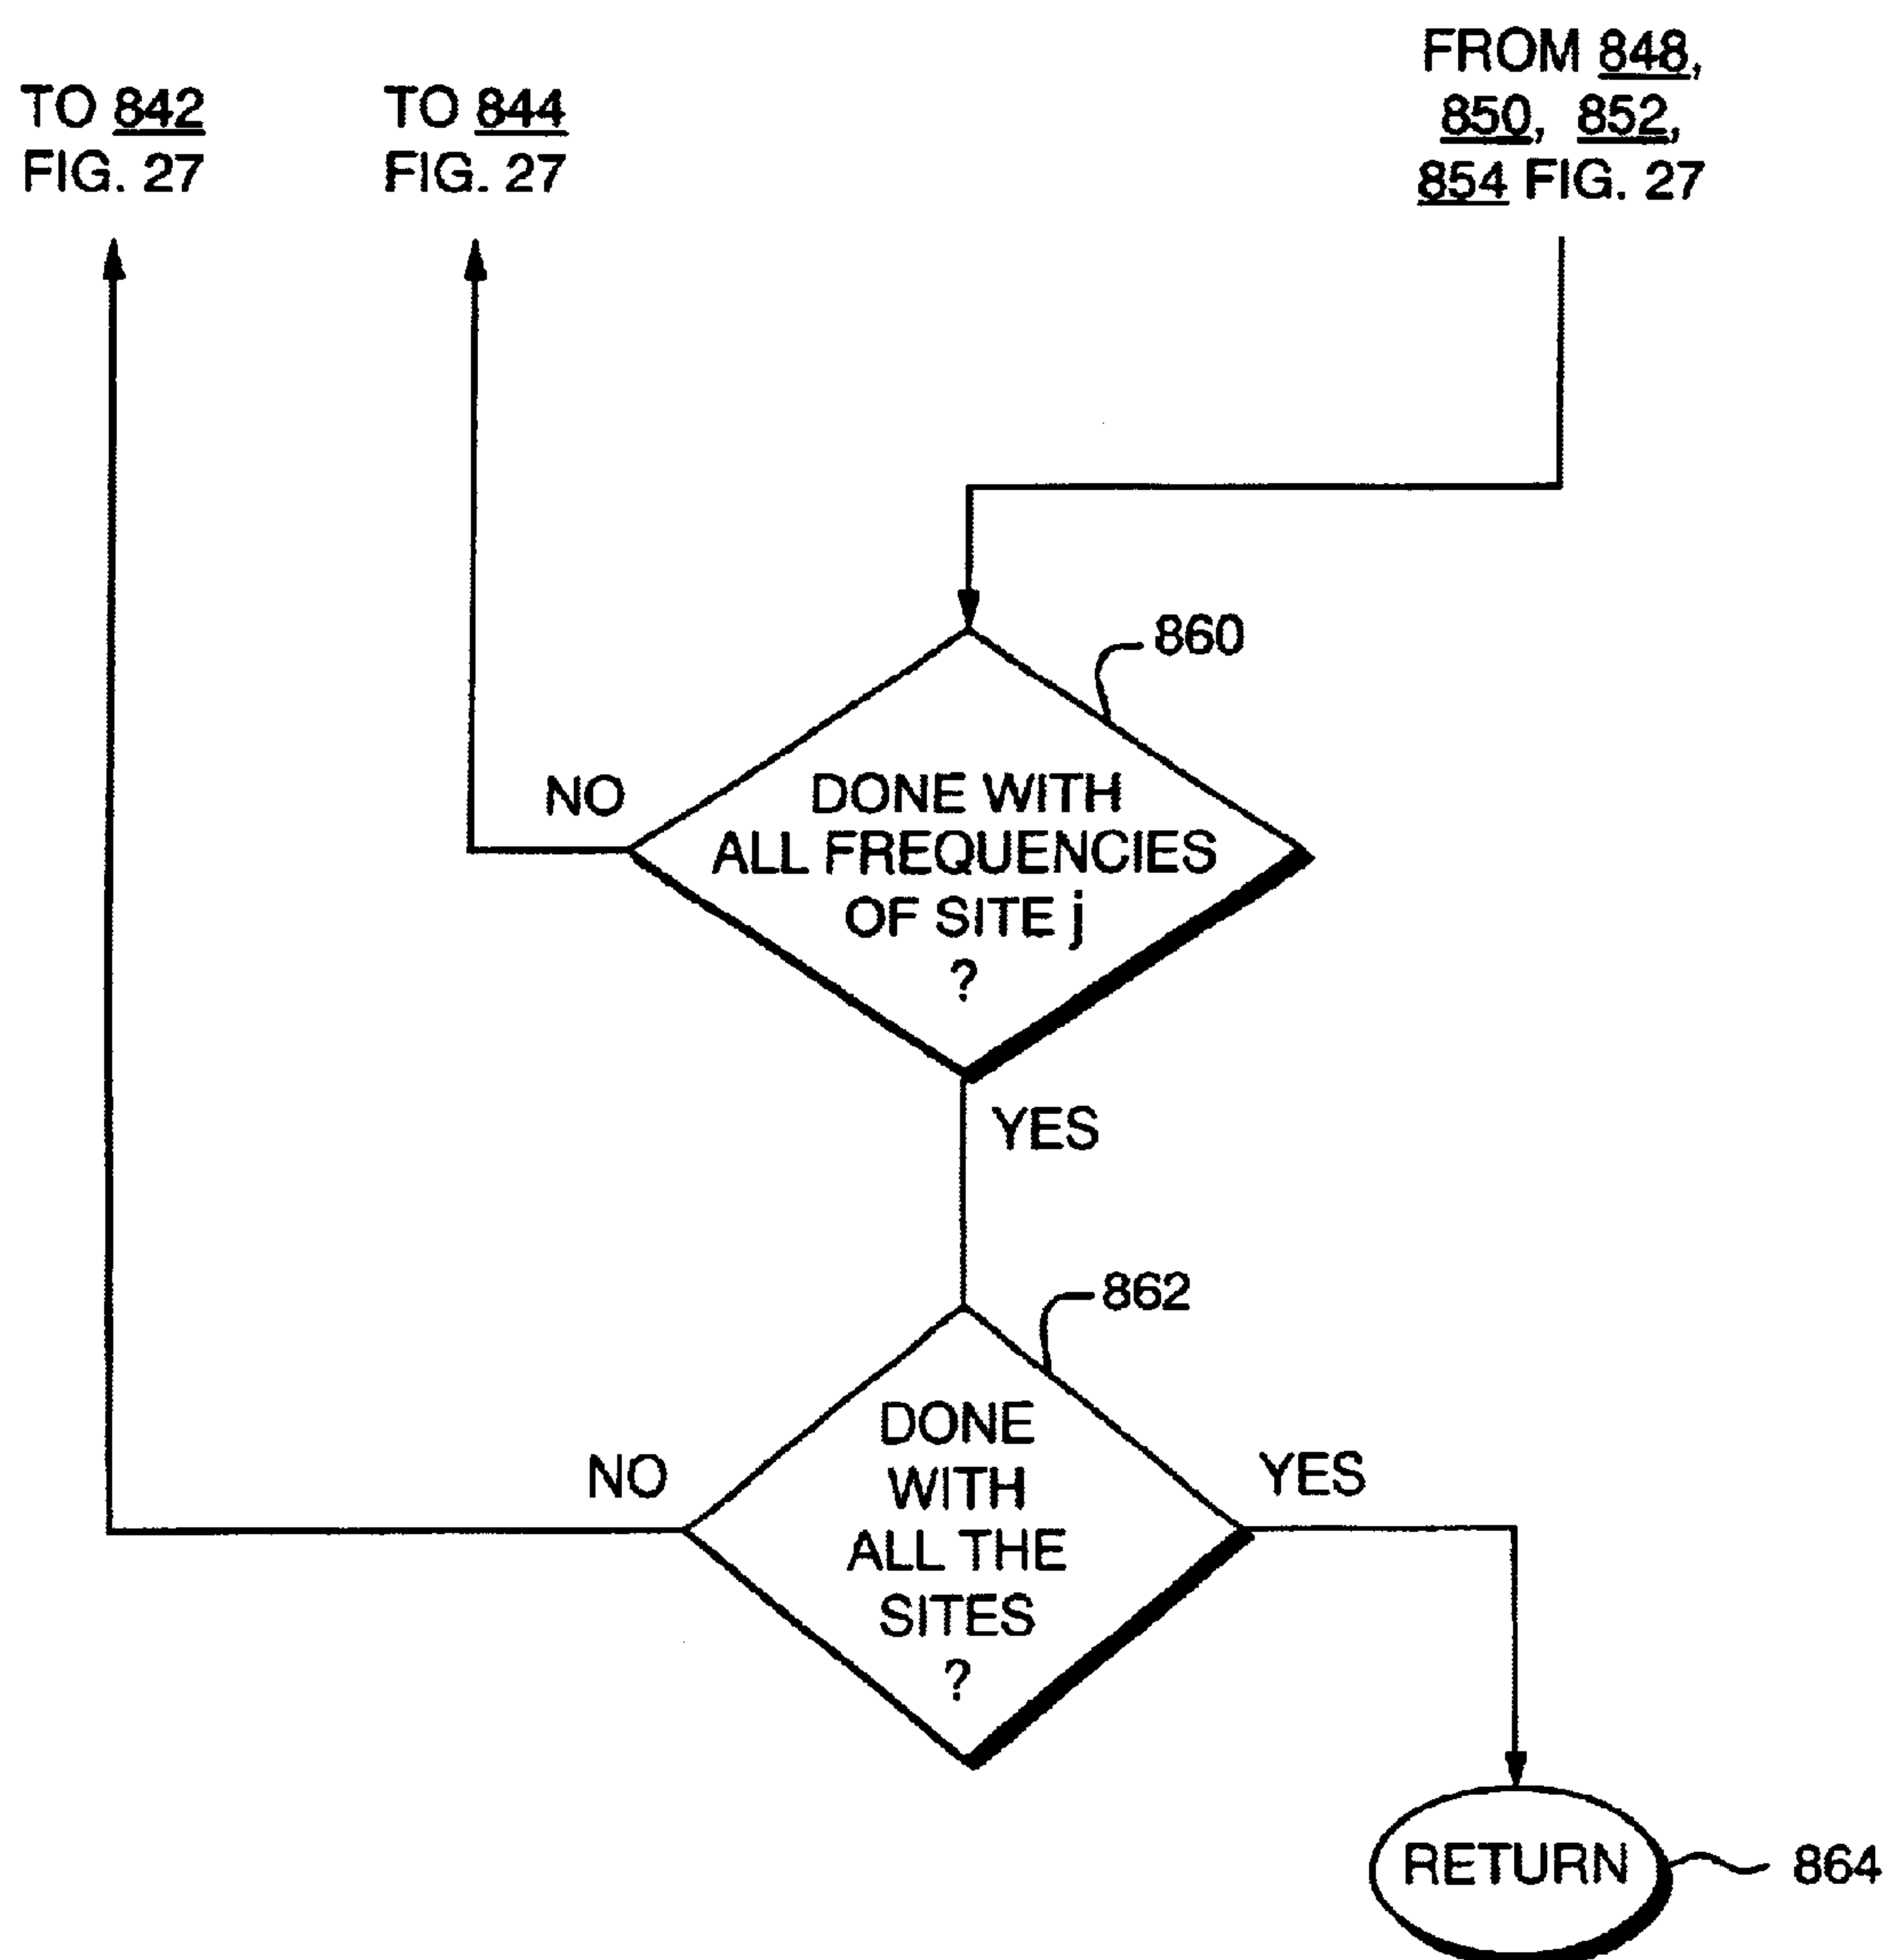 TO 842
FIG. 27
TO 844
FIG. 27
FROM 848,
850, 852,
854 FIG. 27
860
NO
DONE WITH
ALL FREQUENCIES
OF SITE j
?
YES
862
DONE
WITH
ALL THE
SITES
?
NO
YES
RETURN
864